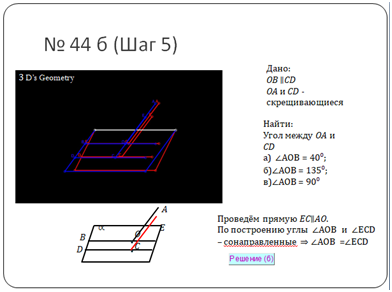 № 44 б (Шаг 5)
3 D's Geometry
Дано:
OB ∥CD
OA и CD -
скрещивающиеся
Найти:
Угол между OA и
CD
а) ∠AOB = 40⁰;
б)∠AOB = 135⁰;
в)∠AOB = 90⁰
A
α
O
E
B
C
D
Проведём прямую EC∥AO.
По построению углы ∠AOB и ∠ECD
– сонаправленные ⇒ ∠AOB =∠ECD
Решение (б)